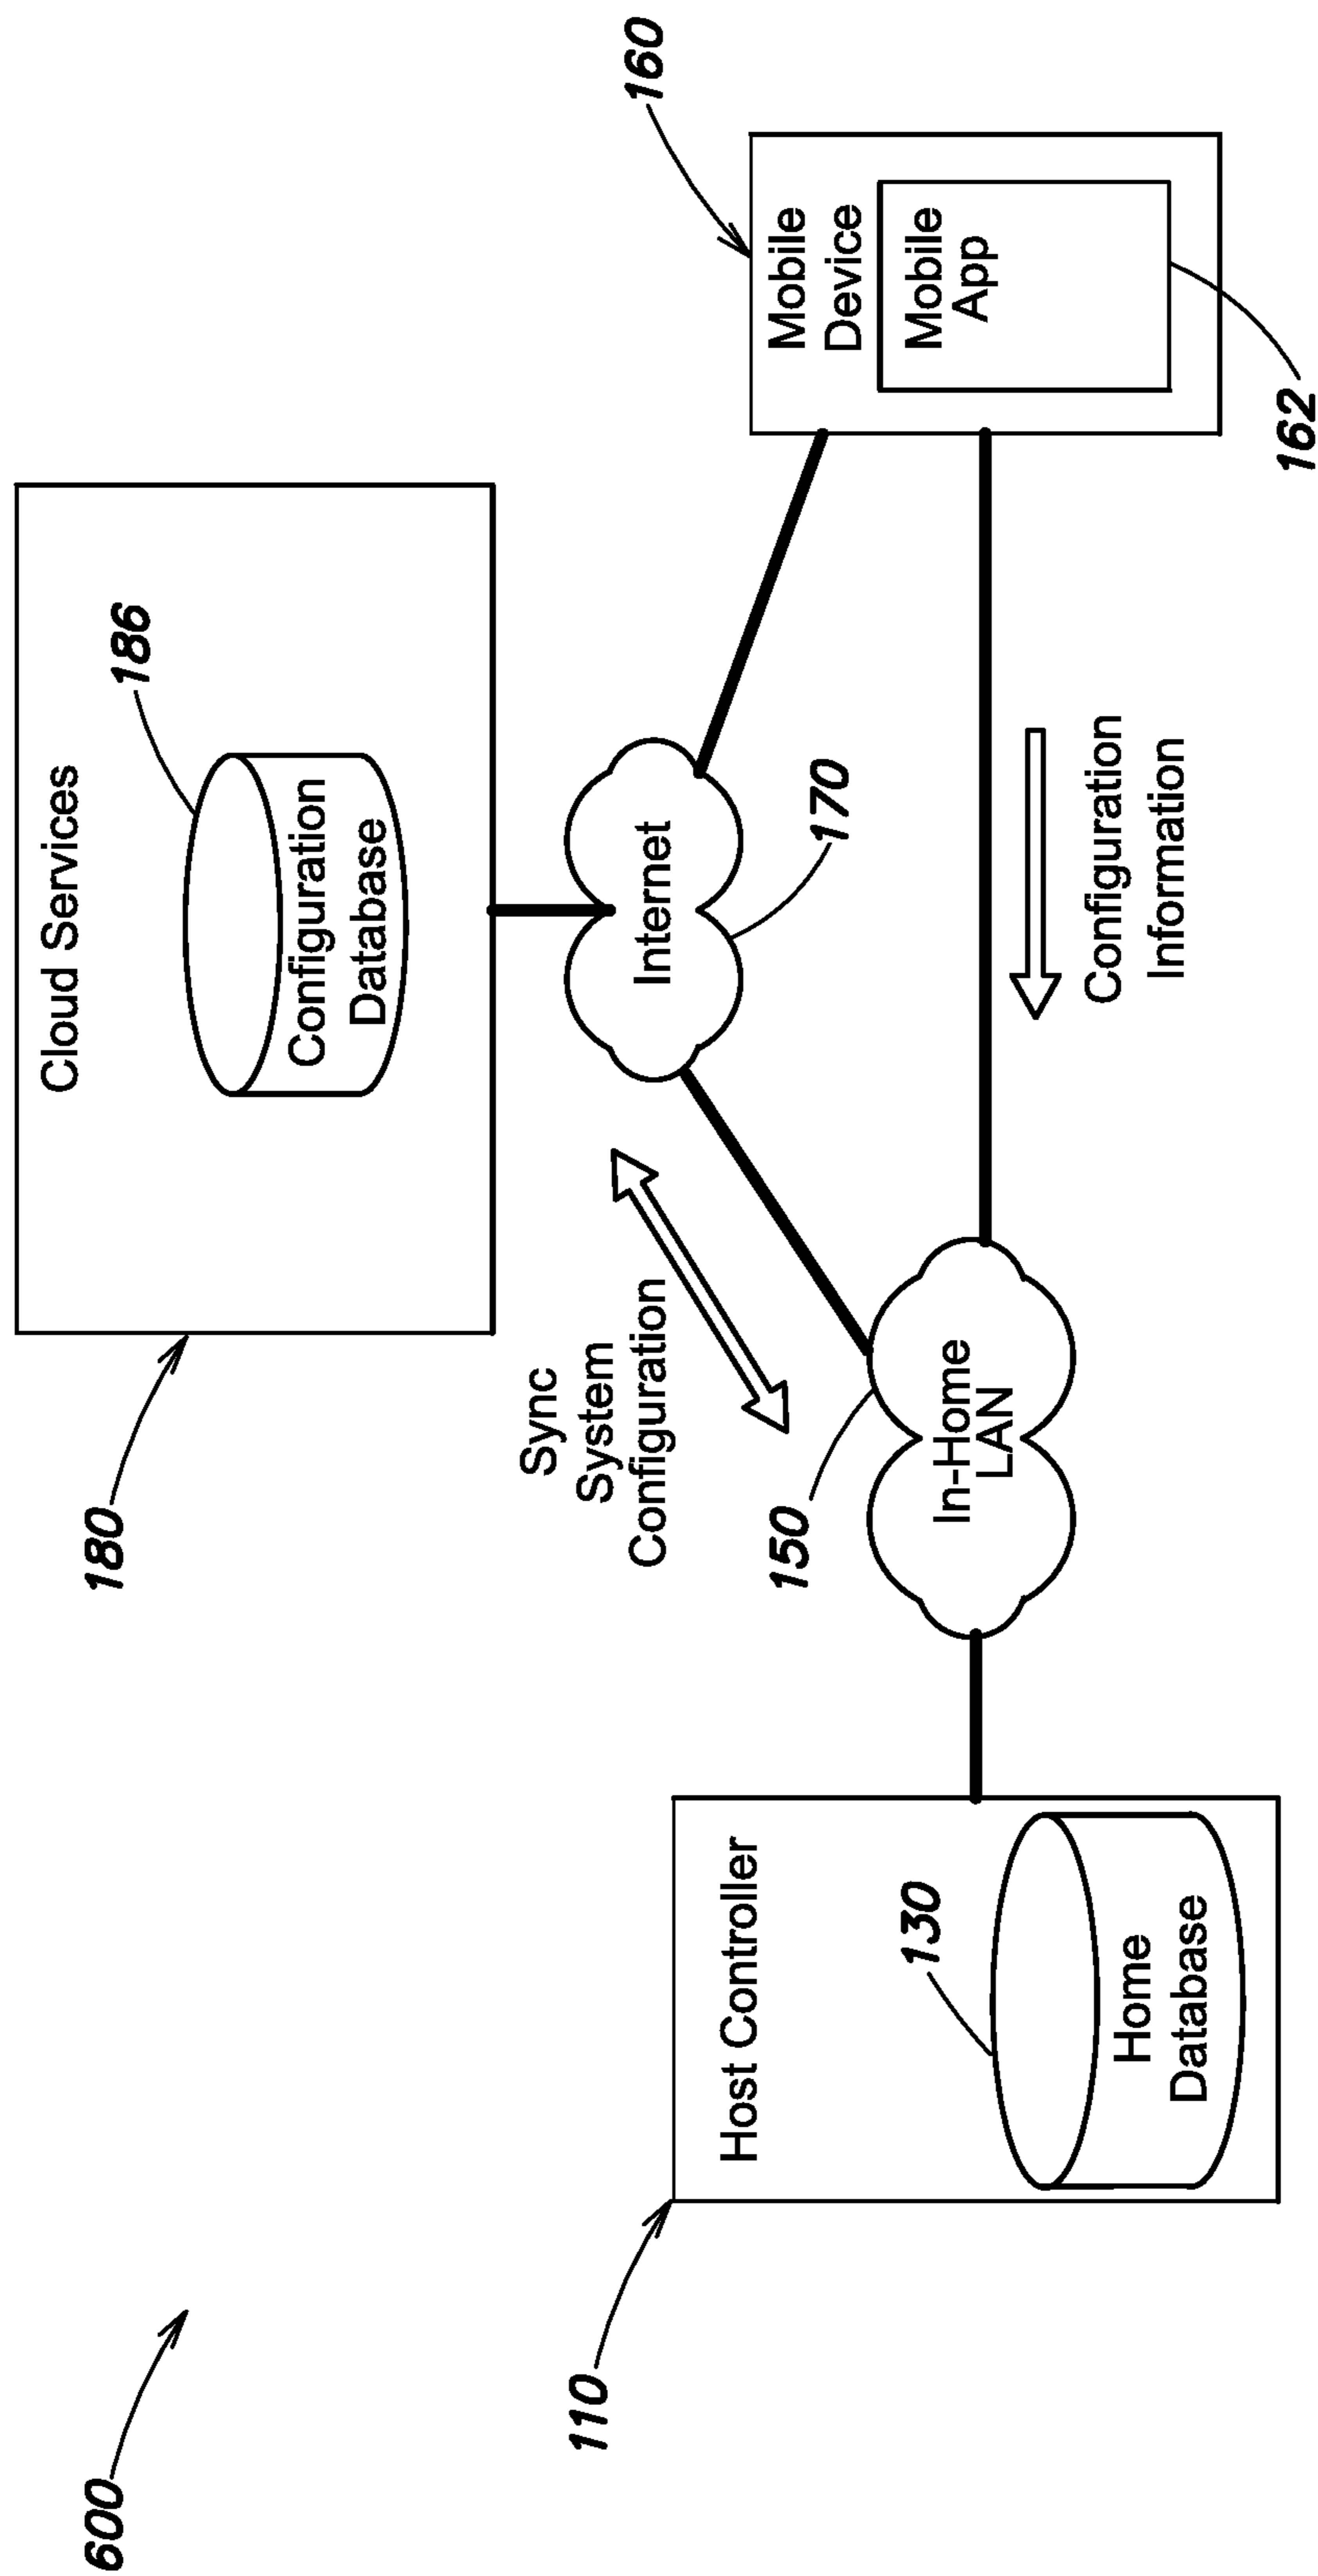 600
180
Cloud Services
186
Configuration
Database
Sync
System
Configuration
Internet
170
160
Mobile
Device
Mobile
App
162
110
Host Controller
130
Home
Database
150
In-Home
LAN
Configuration
Information